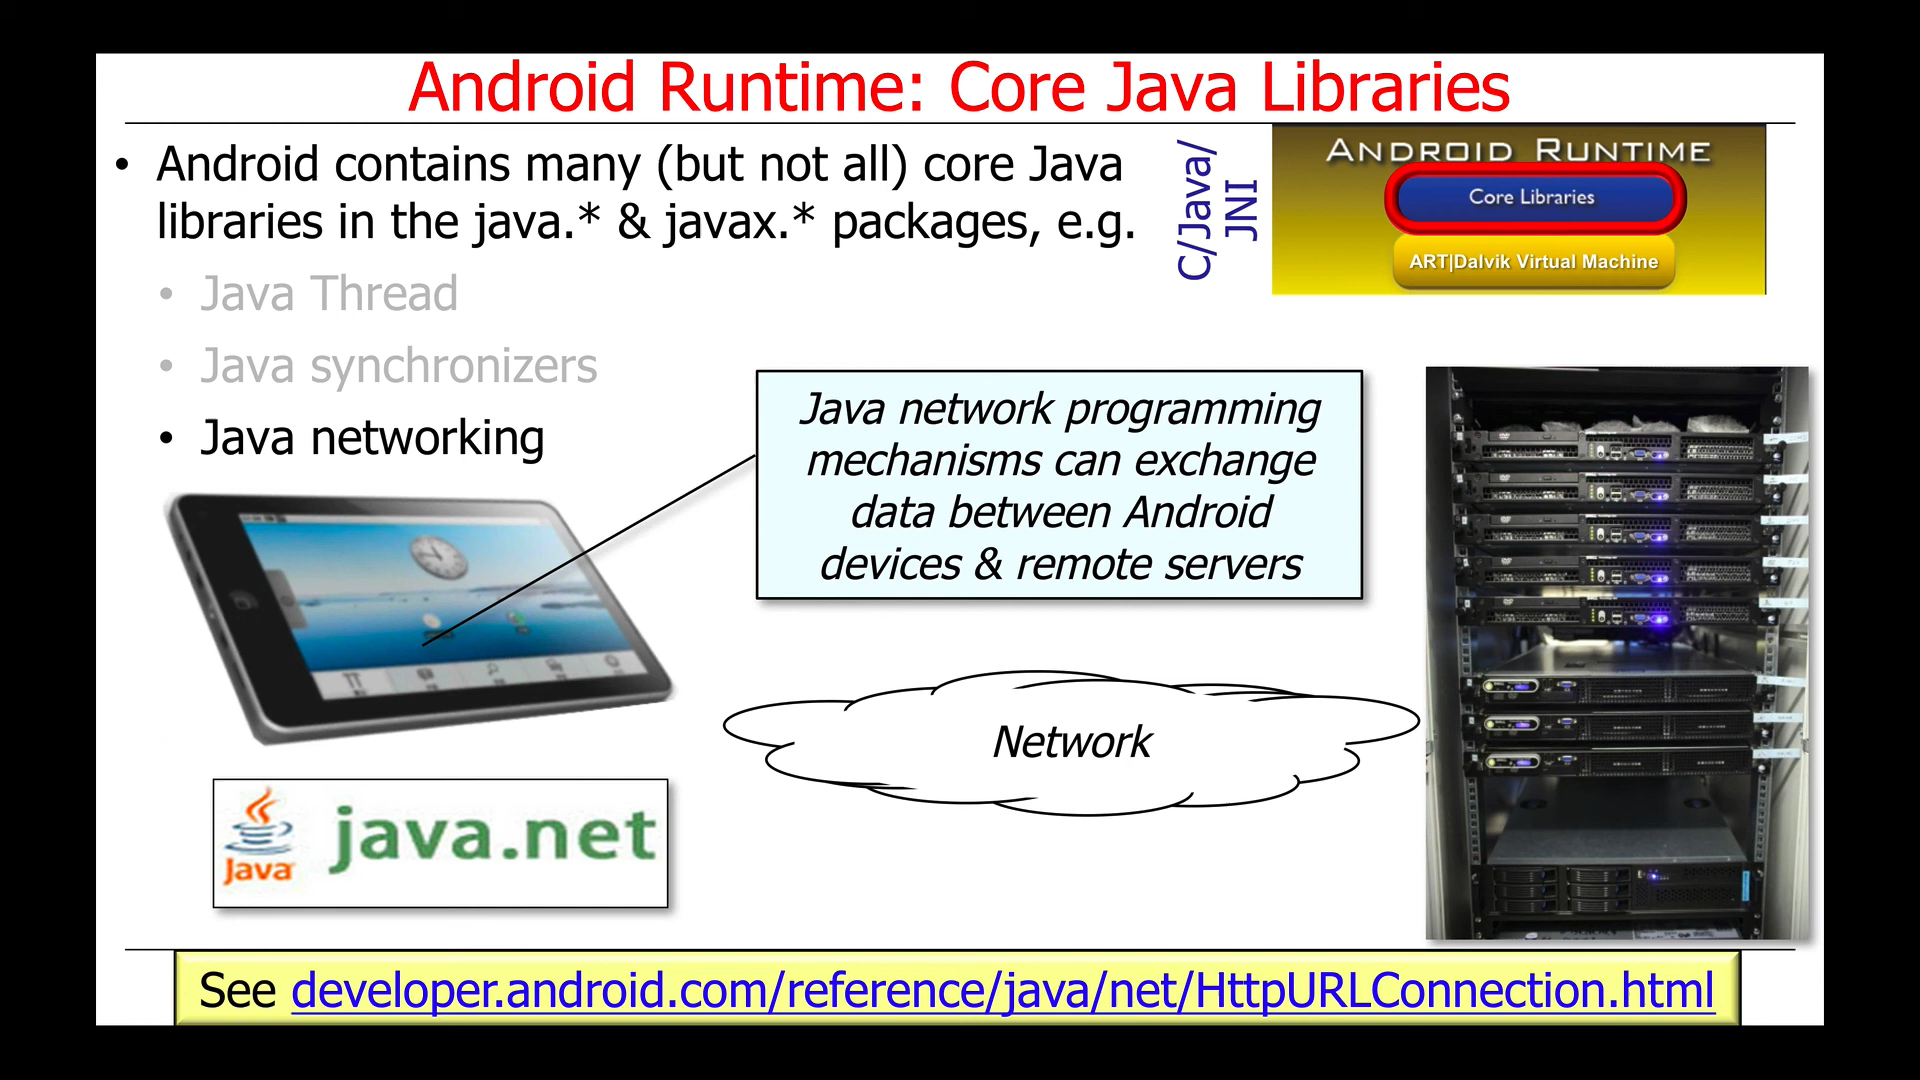 Android Runtime: Core Java Libraries
• Android contains many (but not all) core Java
libraries in the java.* & javax.* packages, e.g.
• Java Thread
• Java synchronizers
• Java networking
C/Java/
JNI
ANDROID RUNTIME
Core Libraries
ART|Dalvik Virtual Machine
Java network programming
mechanisms can exchange
data between Android
devices & remote servers
Network
Java
java.net
See developer.android.com/reference/java/net/HttpURLConnection.html